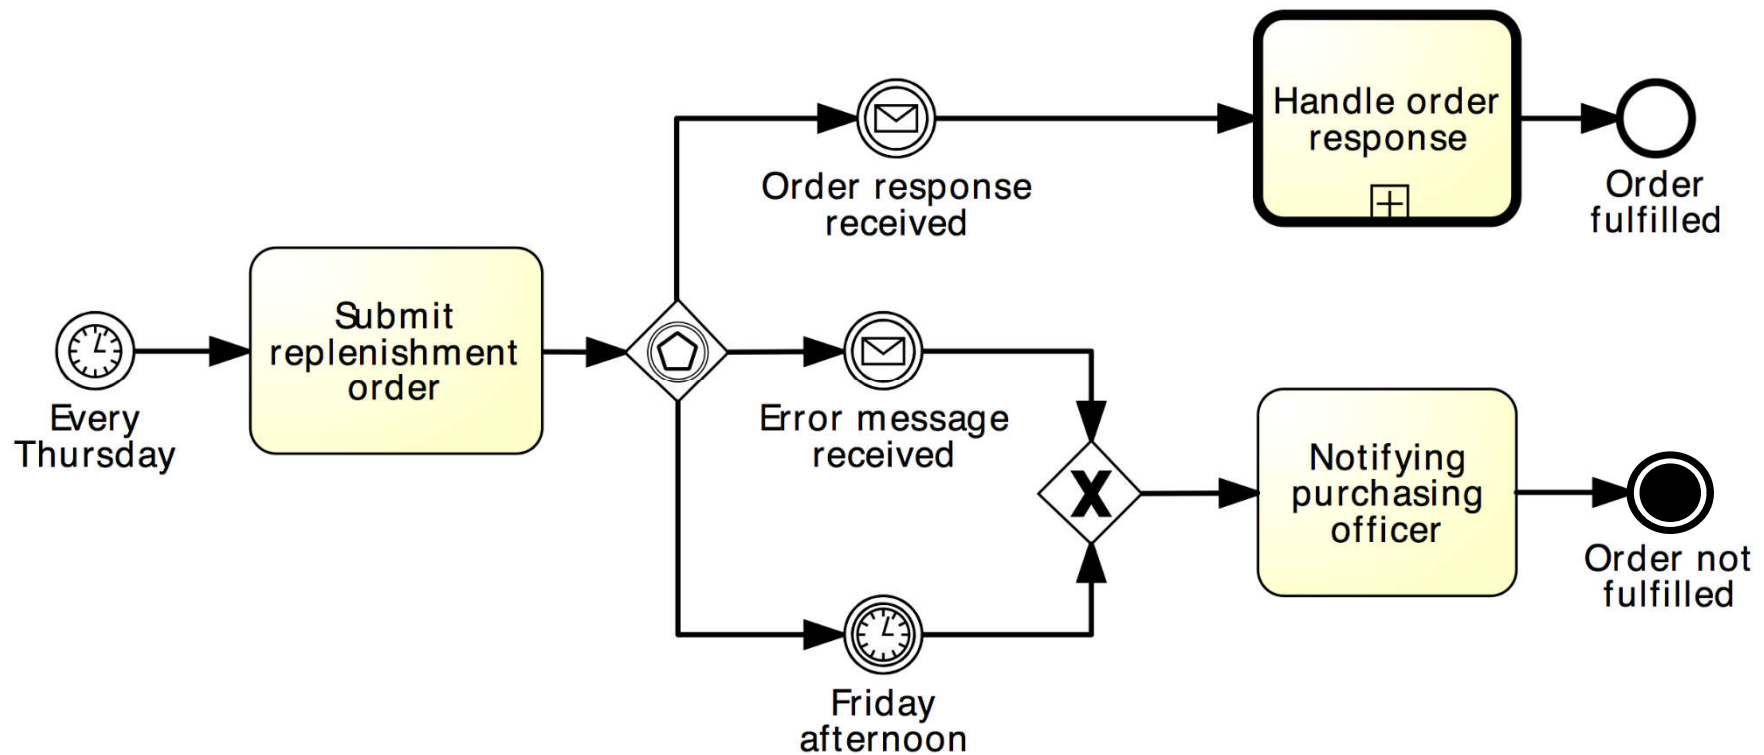 Handle order
response
Order
fulfilled
Order response
received
Submit
replenishment
order
Every
Thursday
Error message
received
Notifying
purchasing
officer
Order not
fulfilled
Friday
afternoon